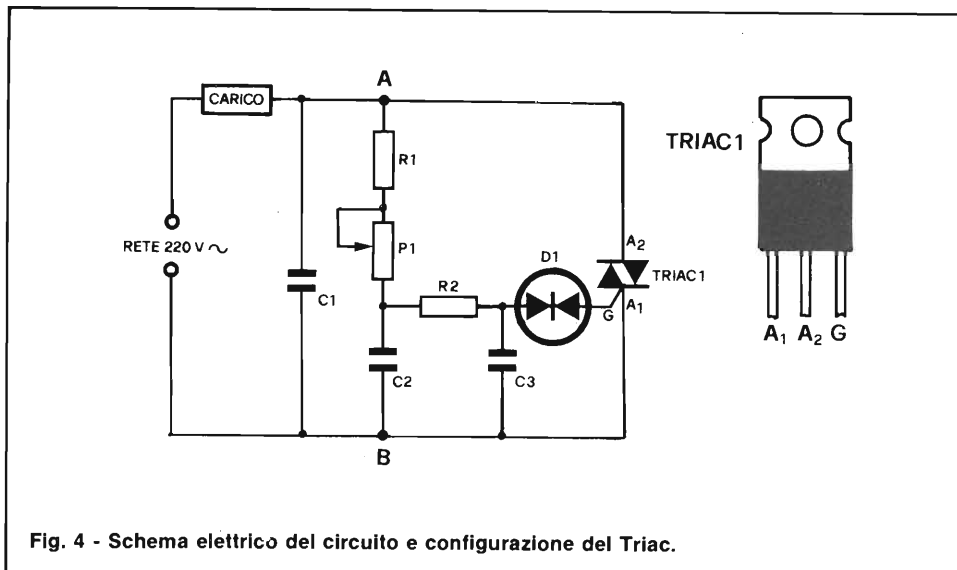 A
CARICO
R1
TRIAC1
P1
RETE 220 V ~
D1
A2
TRIAC1
C1
R2
G
A1
C2
C3
A1 A2 G
B
Fig. 4 - Schema elettrico del circuito e configurazione del Triac.